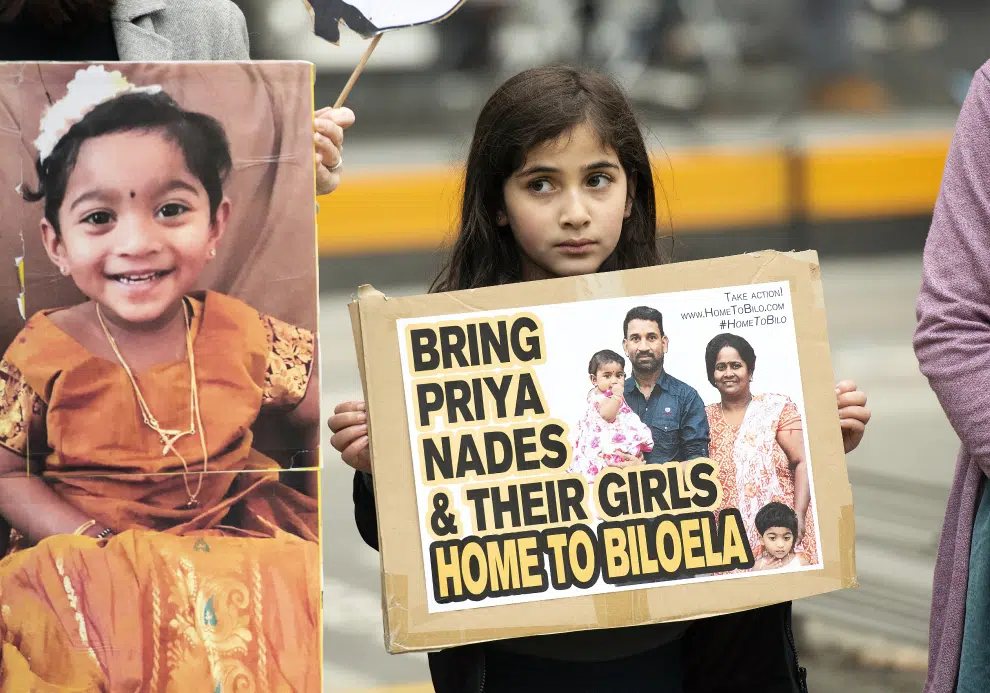 TAKE ACTION!
WWW.HOMETOBILO.COM
#HOMETOBILO
BRING
PRIYA
NADES
& THEIR GIRLS
HOME TO BILOELA